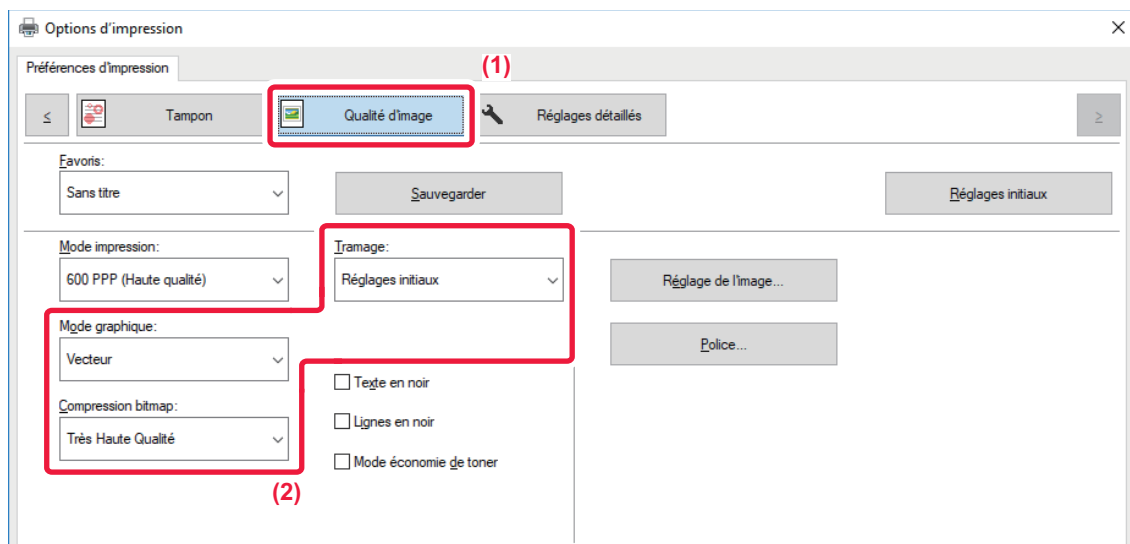 Options d'impression
Préférences d'impression
(1)
<
Tampon
Qualité d'image
Réglages détaillés
>
Favoris:
Sans titre
Sauvegarder
Réglages initiaux
Mode impression:
Tramage:
600 PPP (Haute qualité)
Réglages initiaux
Réglage de l'image...
Mode graphique:
Vecteur
Police...
Texte en noir
Compression bitmap:
Lignes en noir
Très Haute Qualité
Mode économie de toner
(2)